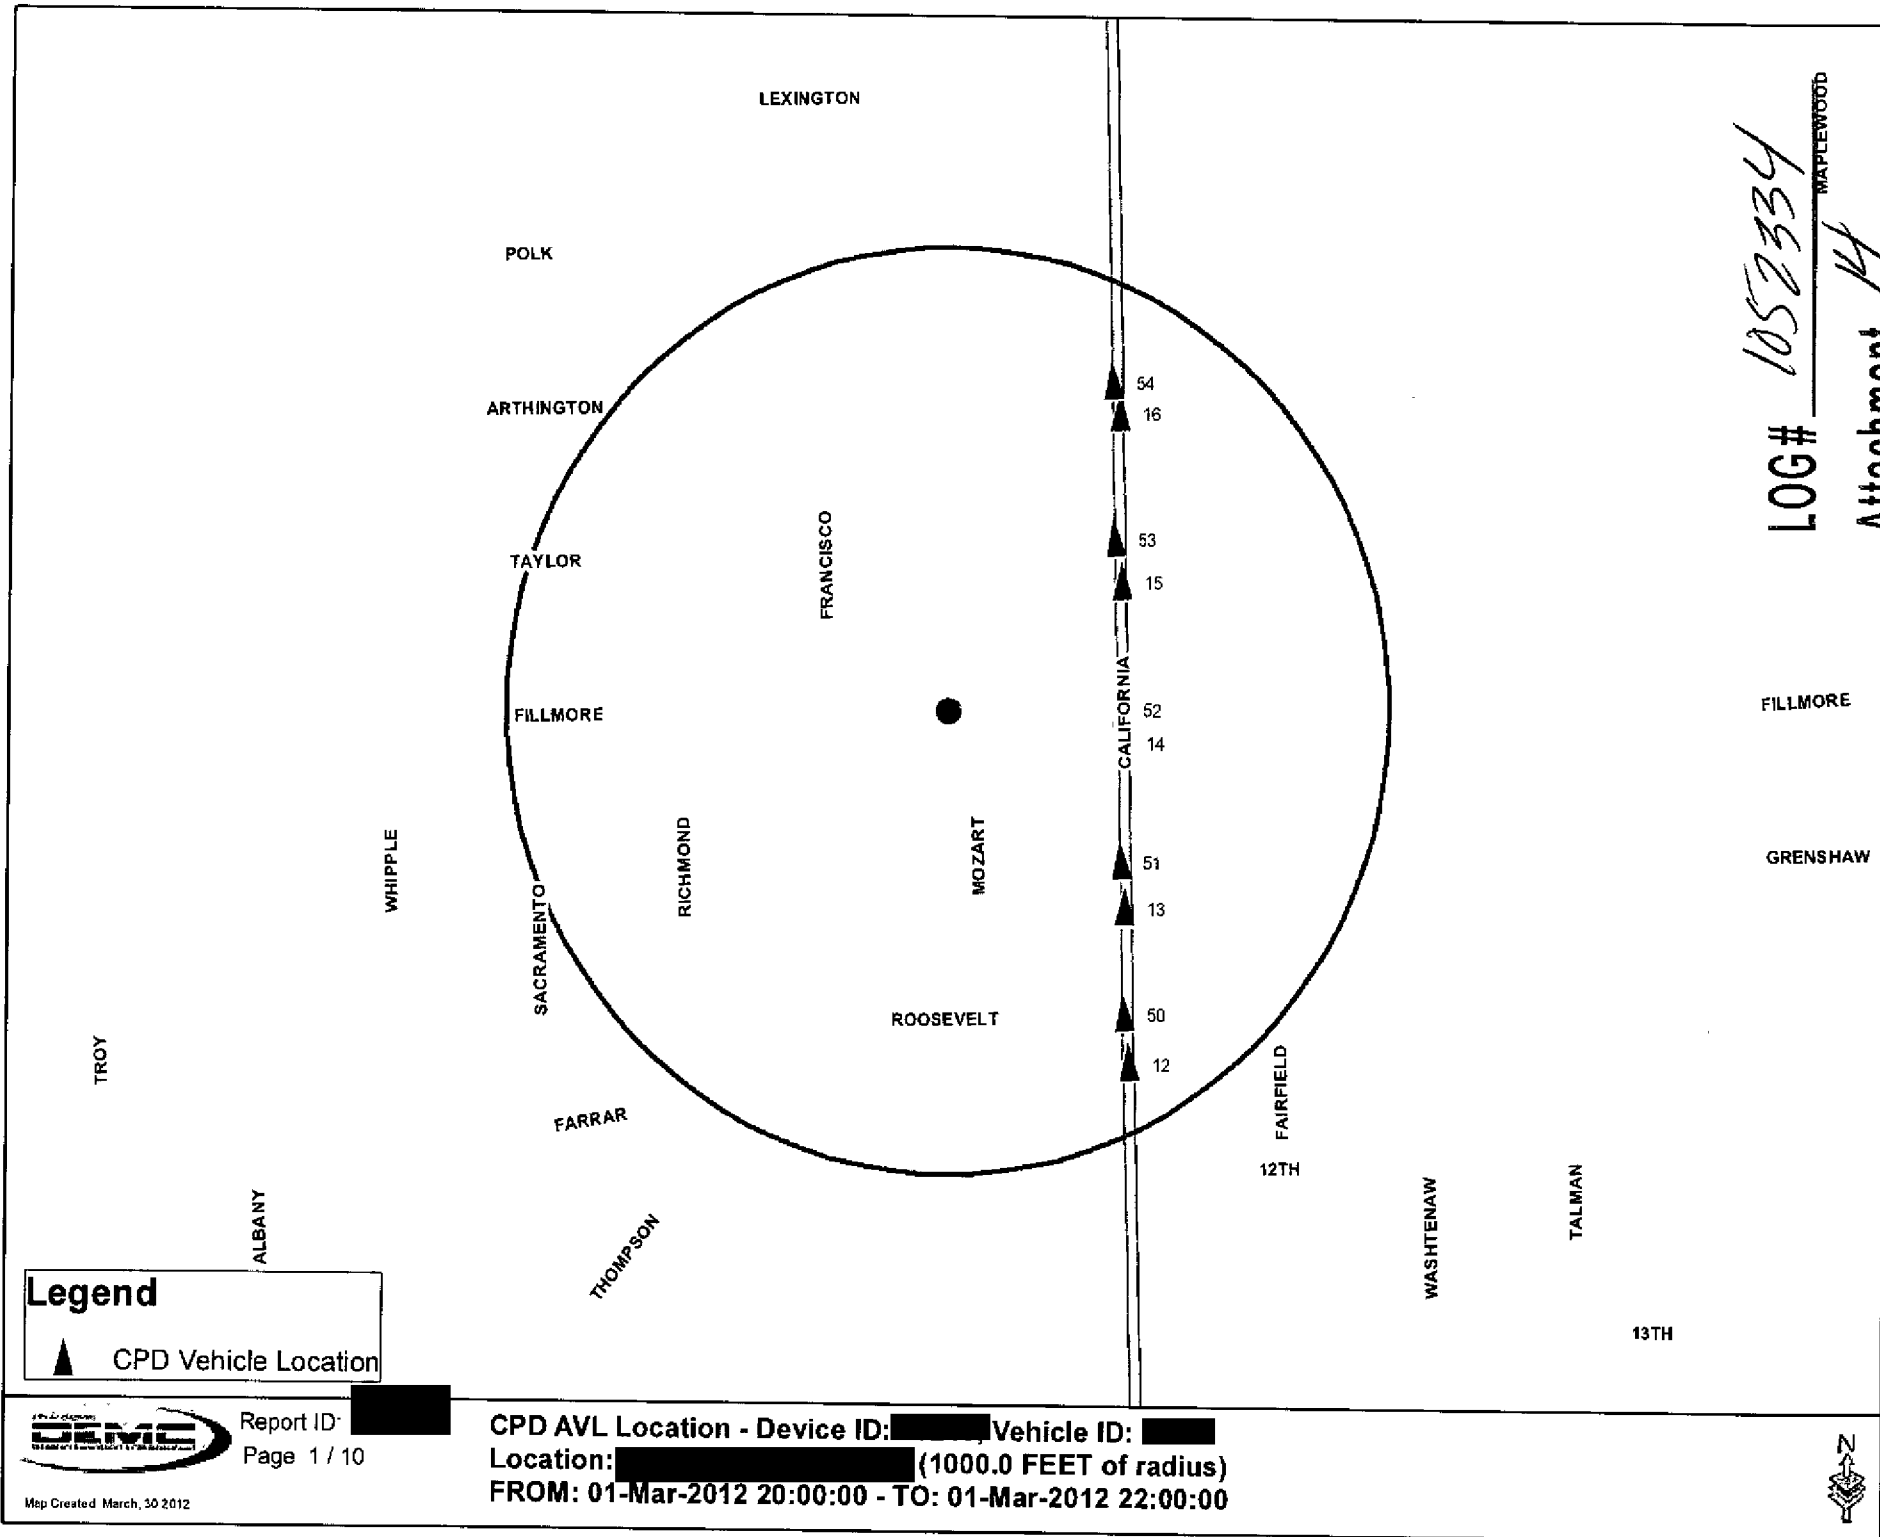 LEXINGTON
MAPLEWOOD
LOG# 1052334
Attachment 14
POLK
54
ARTHINGTON
16
FRANCISCO
53
TAYLOR
15
CALIFORNIA
52
FILLMORE
FILLMORE
14
WHIPPLE
RICHMOND
MOZART
51
GRENSHAW
SACRAMENTO
13
ROOSEVELT
50
TROY
FAIRFIELD
12
FARRAR
12TH
ALBANY
THOMPSON
WASHTENAW
TALMAN
Legend
13TH
CPD Vehicle Location
OEMC
Report ID:
Page 1 / 10
Map Created March, 30 2012
CPD AVL Location - Device ID: , Vehicle ID:
Location: (1000.0 FEET of radius)
FROM: 01-Mar-2012 20:00:00 - TO: 01-Mar-2012 22:00:00
N